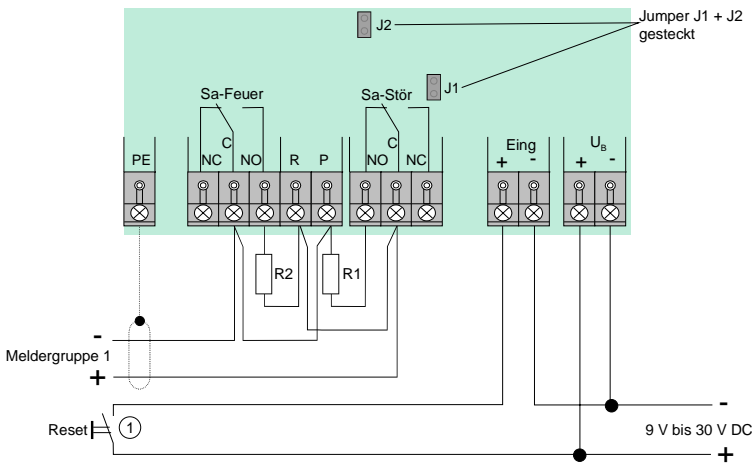 Jumper J1 + J2
gesteckt
J2
J1
Sa-Feuer
Sa-Stör
C
C
Eing
U_B
PE
NC
NO
R
P
NO
NC
+
-
+
-
R2
R1
-
Meldergruppe 1
+
Reset
1
-
9 V bis 30 V DC
+